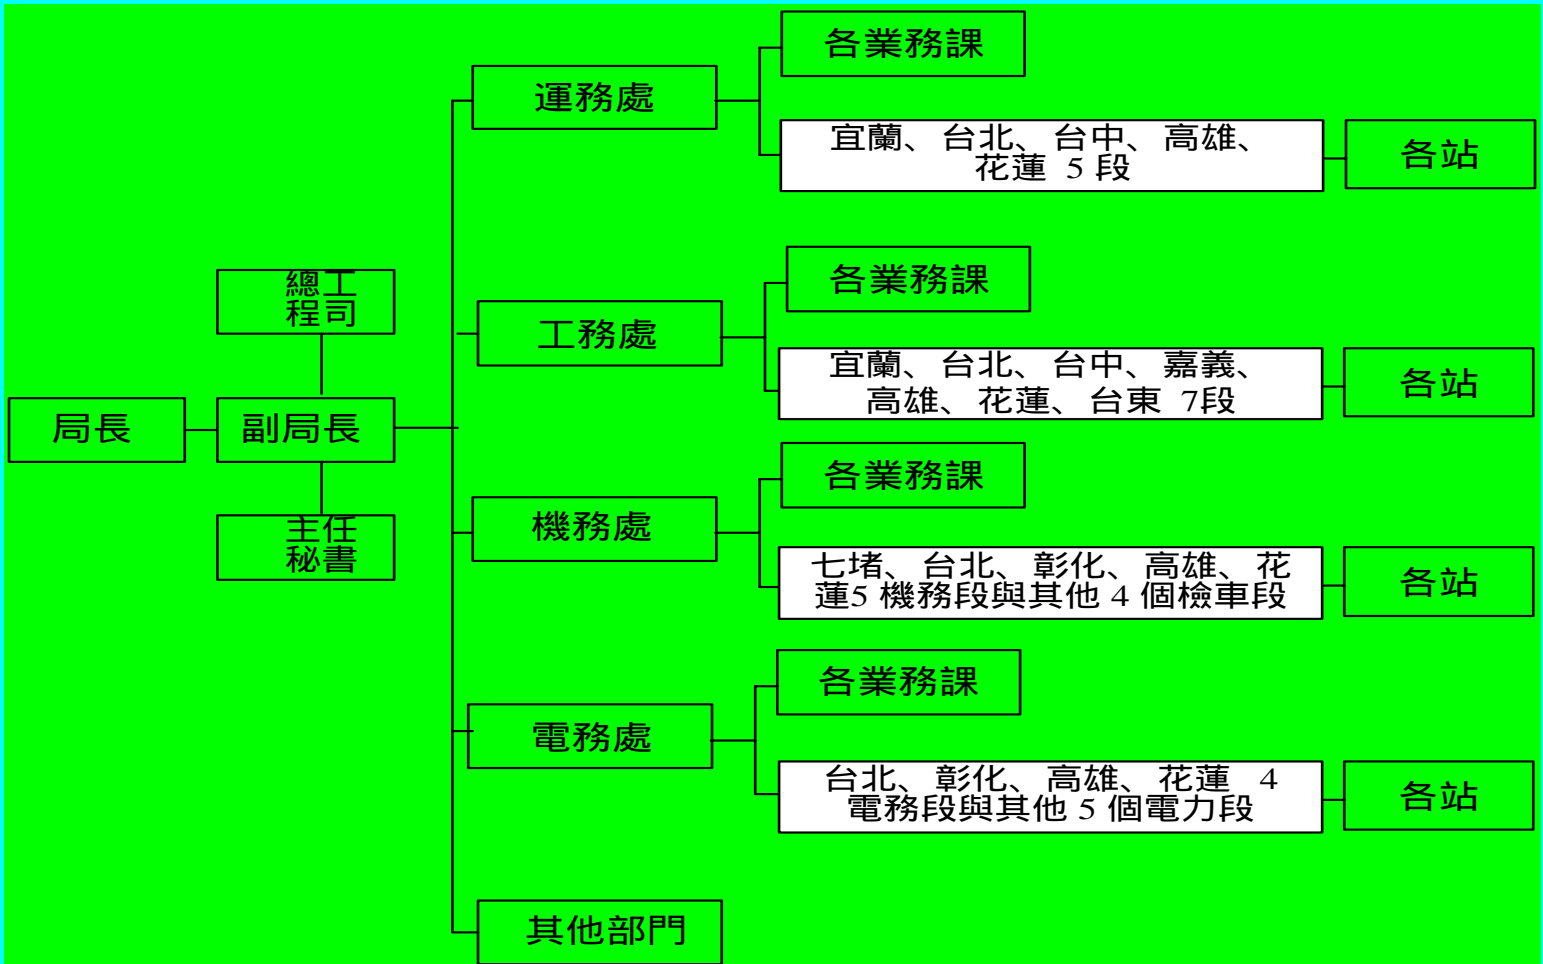 局長
總工
程司
副局長
主任
秘書
運務處
各業務課
宜蘭、台北、台中、高雄、
花蓮 5 段
各站
工務處
各業務課
宜蘭、台北、台中、嘉義、
高雄、花蓮、台東 7段
各站
機務處
各業務課
七堵、台北、彰化、高雄、花
蓮5 機務段與其他 4 個檢車段
各站
電務處
各業務課
台北、彰化、高雄、花蓮 4
電務段與其他 5 個電力段
各站
其他部門